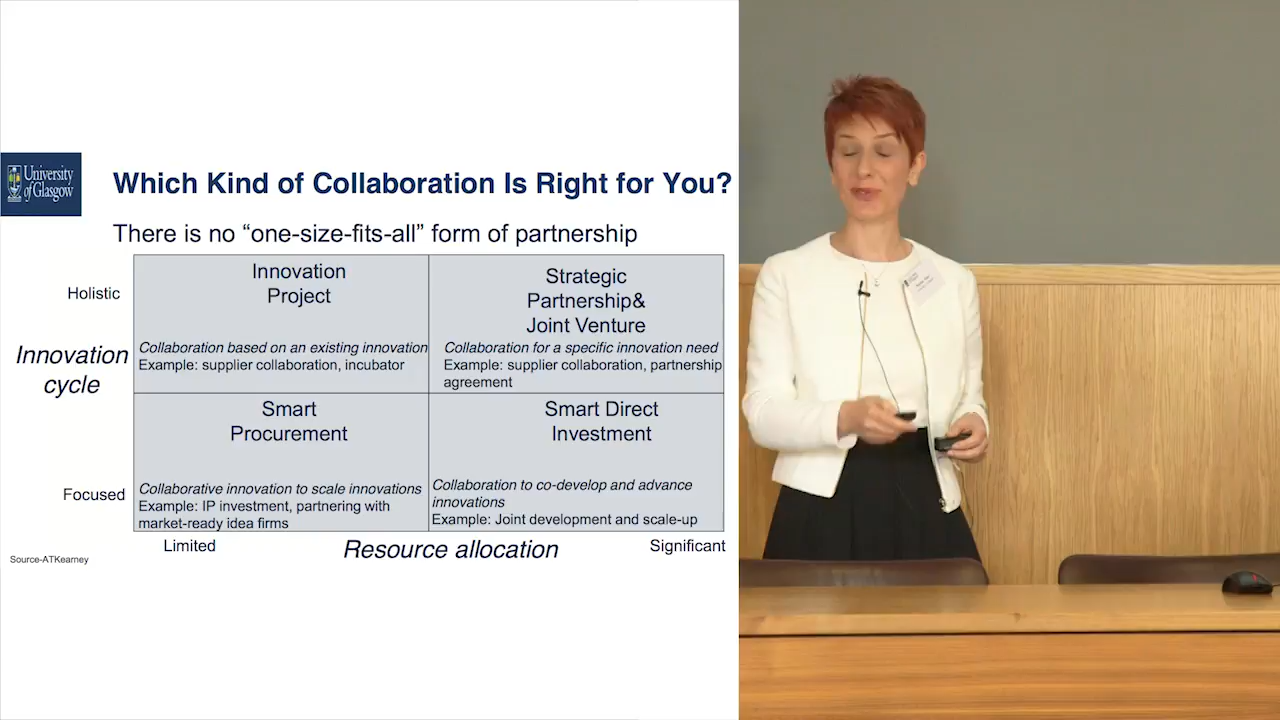 University
of Glasgow
Which Kind of Collaboration Is Right for You?
There is no “one-size-fits-all” form of partnership
Holistic
Innovation
cycle
Focused
Innovation
Project
Collaboration based on an existing innovation
Example: supplier collaboration, incubator
Strategic
Partnership&
Joint Venture
Collaboration for a specific innovation need
Example: supplier collaboration, partnership
agreement
Smart
Procurement
Collaborative innovation to scale innovations
Example: IP investment, partnering with
market-ready idea firms
Smart Direct
Investment
Collaboration to co-develop and advance
innovations
Example: Joint development and scale-up
Limited
Resource allocation
Significant
Source-ATKearney